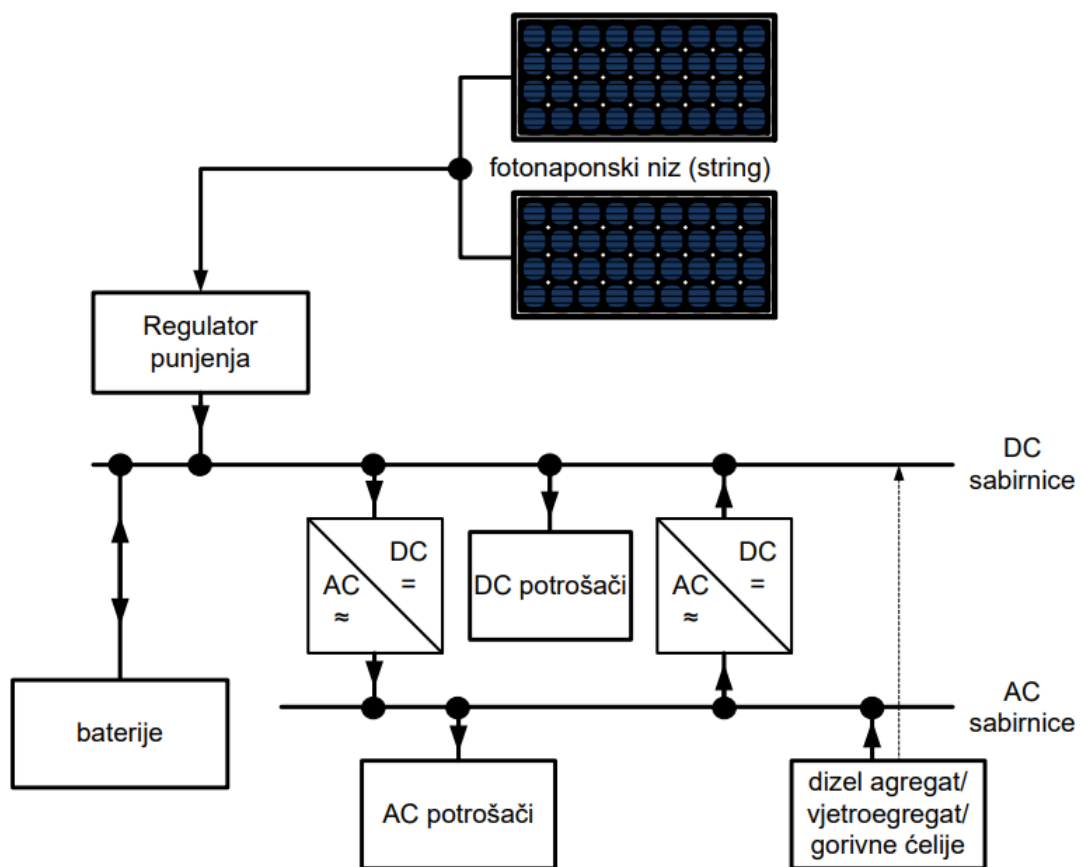 fotonaponski niz (string)
Regulator
punjenja
DC
sabirnice
DC
=
AC
≈
DC potrošači
DC
=
AC
≈
baterije
AC
sabirnice
AC potrošači
dizel agregat/
vjetroegregat/
gorivne ćelije